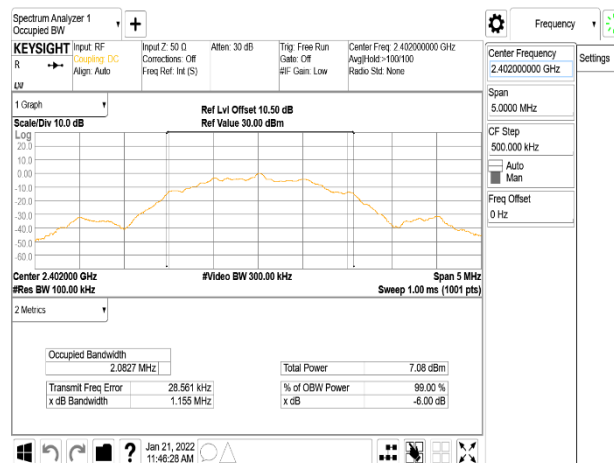 Spectrum Analyzer 1
Occupied BW
Frequency
KEYSIGHT
Input: RF
Coupling: DC
Align: Auto
Input Z: 50 Ω
Corrections: Off
Freq Ref: Int (S)
Atten: 30 dB
Trig: Free Run
Gate: Off
#IF Gain: Low
Center Freq: 2.402000000 GHz
Avg|Hold:>100/100
Radio Std: None
R
Center Frequency
2.402000000 GHz
Settings
Span
5.0000 MHz
CF Step
500.000 kHz
Auto
Man
Freq Offset
0 Hz
1 Graph
Scale/Div 10.0 dB
Ref Lvl Offset 10.50 dB
Ref Value 30.00 dBm
Log
20.0
10.0
0.00
-10.0
-20.0
-30.0
-40.0
-50.0
-60.0
Center 2.402000 GHz
#Video BW 300.00 kHz
Span 5 MHz
#Res BW 100.00 kHz
Sweep 1.00 ms (1001 pts)
2 Metrics
Occupied Bandwidth
2.0827 MHz
Total Power 7.08 dBm
Transmit Freq Error 28.561 kHz
% of OBW Power 99.00 %
x dB Bandwidth 1.155 MHz
x dB -6.00 dB
Jan 21, 2022
11:46:28 AM